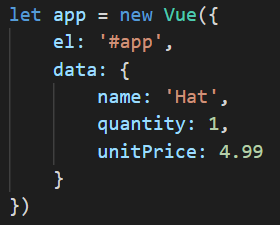 let app = new Vue({
    el: '#app',
    data: {
        name: 'Hat',
        quantity: 1,
        unitPrice: 4.99
    }
})